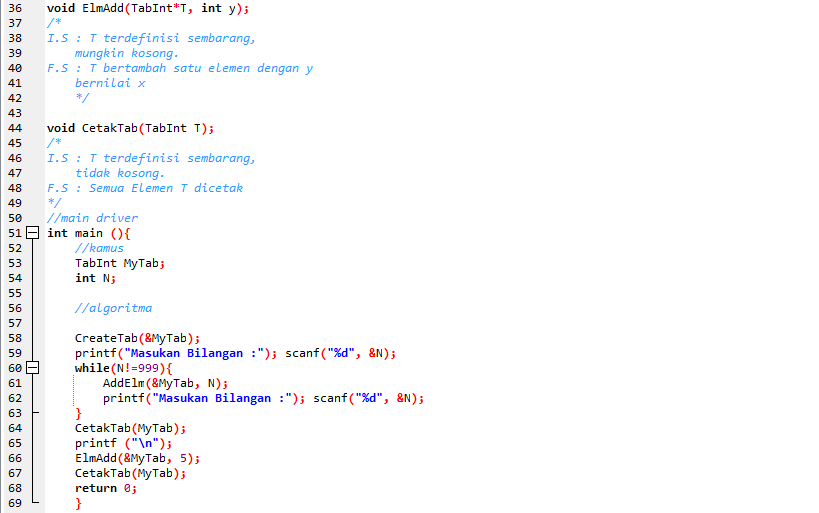 36 void ElmAdd(TabInt*T, int y);
37 /*
38 I.S : T terdefinisi sembarang,
39 mungkin kosong.
40 F.S : T bertambah satu elemen dengan y
41 bernilai x
42 */
43
44 void CetakTab(TabInt T);
45 /*
46 I.S : T terdefinisi sembarang,
47 tidak kosong.
48 F.S : Semua Elemen T dicetak
49 */
50 //main driver
51 int main (){
52 //kamus
53 TabInt MyTab;
54 int N;
55
56 //algoritma
57
58 CreateTab(&MyTab);
59 printf("Masukan Bilangan :"); scanf("%d", &N);
60 while(N!=999){
61 AddElm(&MyTab, N);
62 printf("Masukan Bilangan :"); scanf("%d", &N);
63 }
64 CetakTab(MyTab);
65 printf ("\n");
66 ElmAdd(&MyTab, 5);
67 CetakTab(MyTab);
68 return 0;
69 }